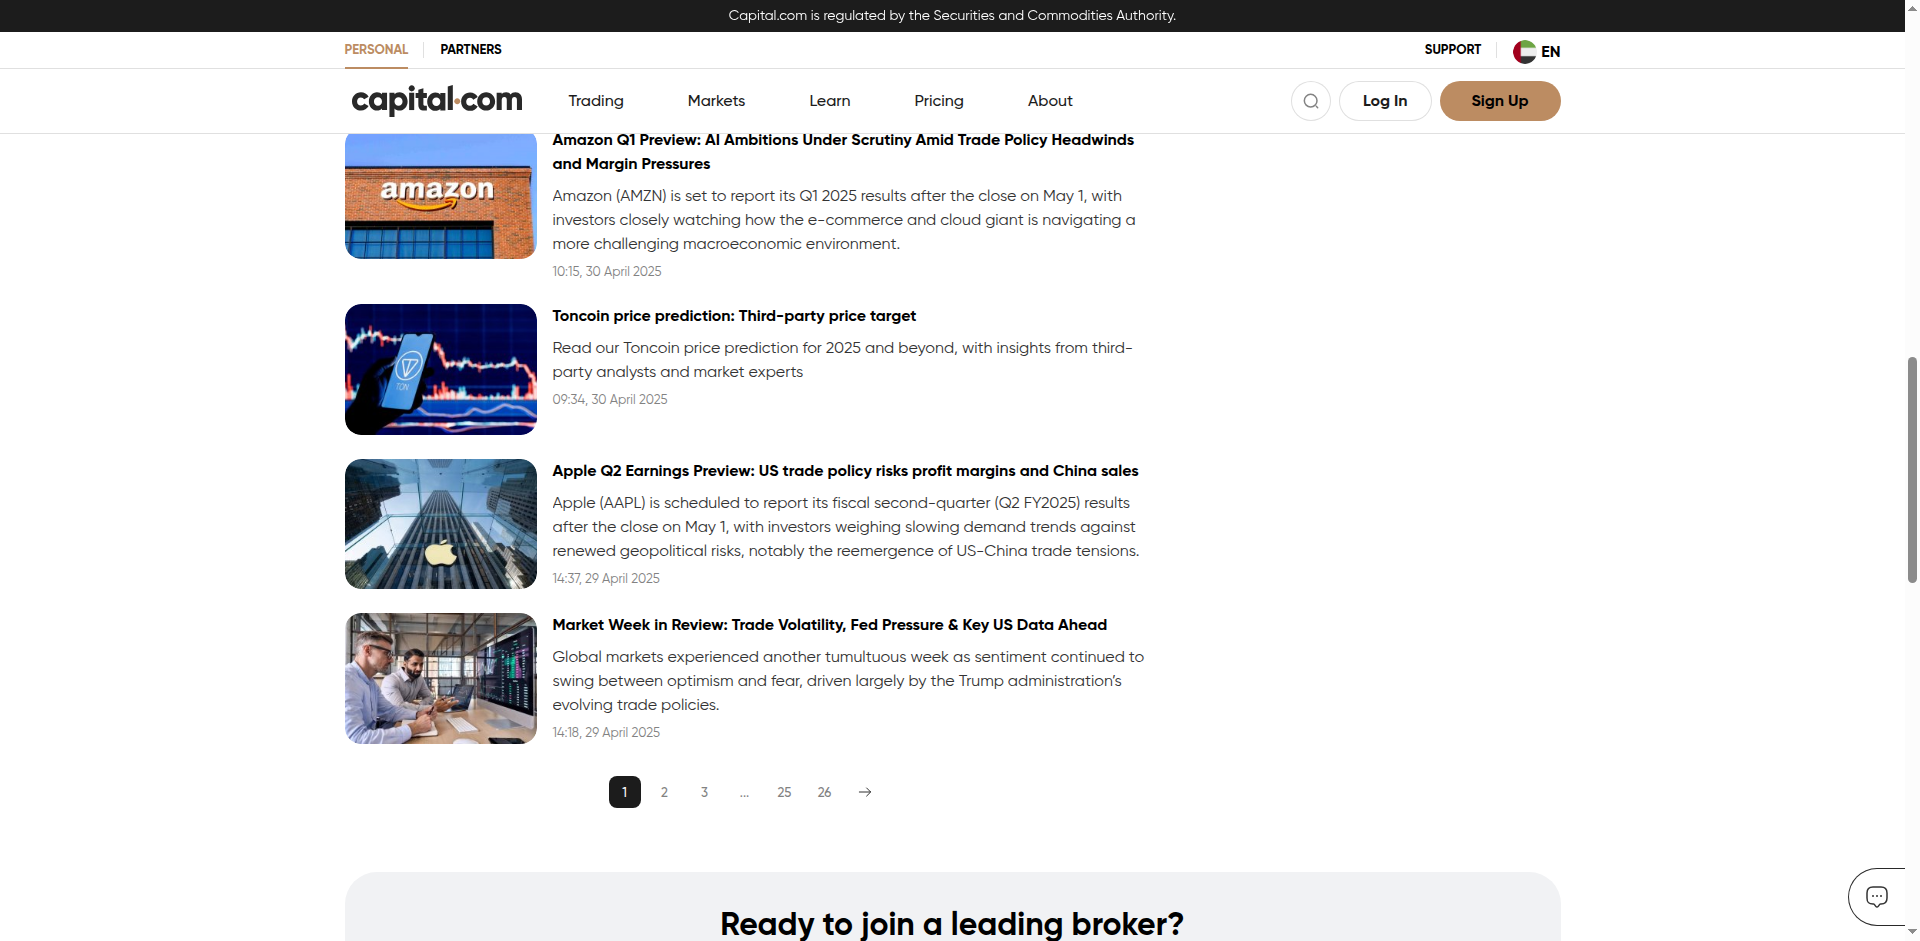 Capital.com is regulated by the Securities and Commodities Authority.
PERSONAL
PARTNERS
SUPPORT
EN
capital.com
Trading
Markets
Learn
Pricing
About
Log In
Sign Up
amazon
Amazon Q1 Preview: AI Ambitions Under Scrutiny Amid Trade Policy Headwinds
and Margin Pressures
Amazon (AMZN) is set to report its Q1 2025 results after the close on May 1, with
investors closely watching how the e-commerce and cloud giant is navigating a
more challenging macroeconomic environment.
10:15, 30 April 2025
TON
Toncoin price prediction: Third-party price target
Read our Toncoin price prediction for 2025 and beyond, with insights from third-
party analysts and market experts
09:34, 30 April 2025
Apple Q2 Earnings Preview: US trade policy risks profit margins and China sales
Apple (AAPL) is scheduled to report its fiscal second-quarter (Q2 FY2025) results
after the close on May 1, with investors weighing slowing demand trends against
renewed geopolitical risks, notably the reemergence of US-China trade tensions.
14:37, 29 April 2025
Market Week in Review: Trade Volatility, Fed Pressure & Key US Data Ahead
Global markets experienced another tumultuous week as sentiment continued to
swing between optimism and fear, driven largely by the Trump administration's
evolving trade policies.
14:18, 29 April 2025
1 2 3 ... 25 26
Ready to join a leading broker?